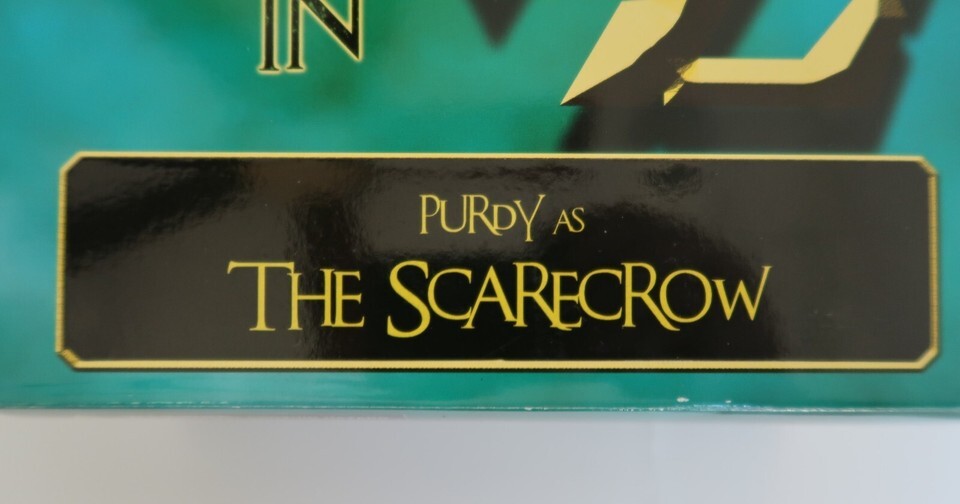 IN
PURDY AS
THE SCARECROW